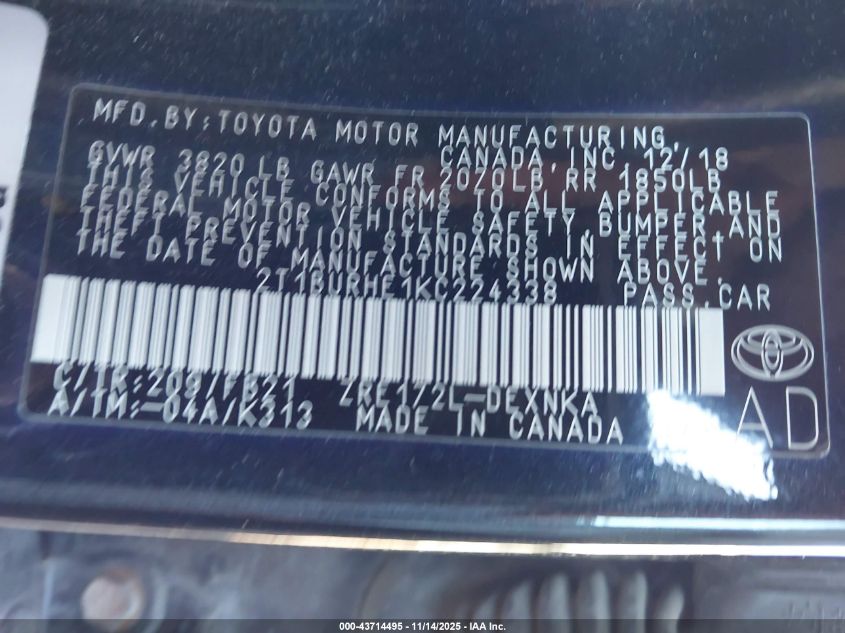 MFD. BY: TOYOTA MOTOR MANUFACTURING,
CANADA, INC. 12/18
GVWR 3820 LB GAWR FR 2020LB, RR 1850LB
THIS VEHICLE CONFORMS TO ALL APPLICABLE
FEDERAL MOTOR VEHICLE SAFETY, BUMPER, AND
THEFT PREVENTION STANDARDS IN EFFECT ON
THE DATE OF MANUFACTURE SHOWN ABOVE.
2T1BURHE1KC224338 PASS.CAR
C/TR: 209/FB21 ZRE172L-DEXNKA
A/TM: -04A/K313 MADE IN CANADA
AD
000-43714495 - 11/14/2025 - IAA Inc.